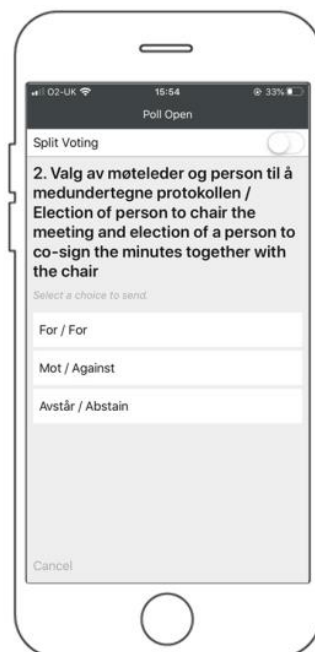 O2-UK 15:54 33%
Poll Open
Split Voting
2. Valg av møteleder og person til å
medundertegne protokollen /
Election of person to chair the
meeting and election of a person to
co-sign the minutes together with
the chair
Select a choice to send.
For / For
Mot / Against
Avstår / Abstain
Cancel